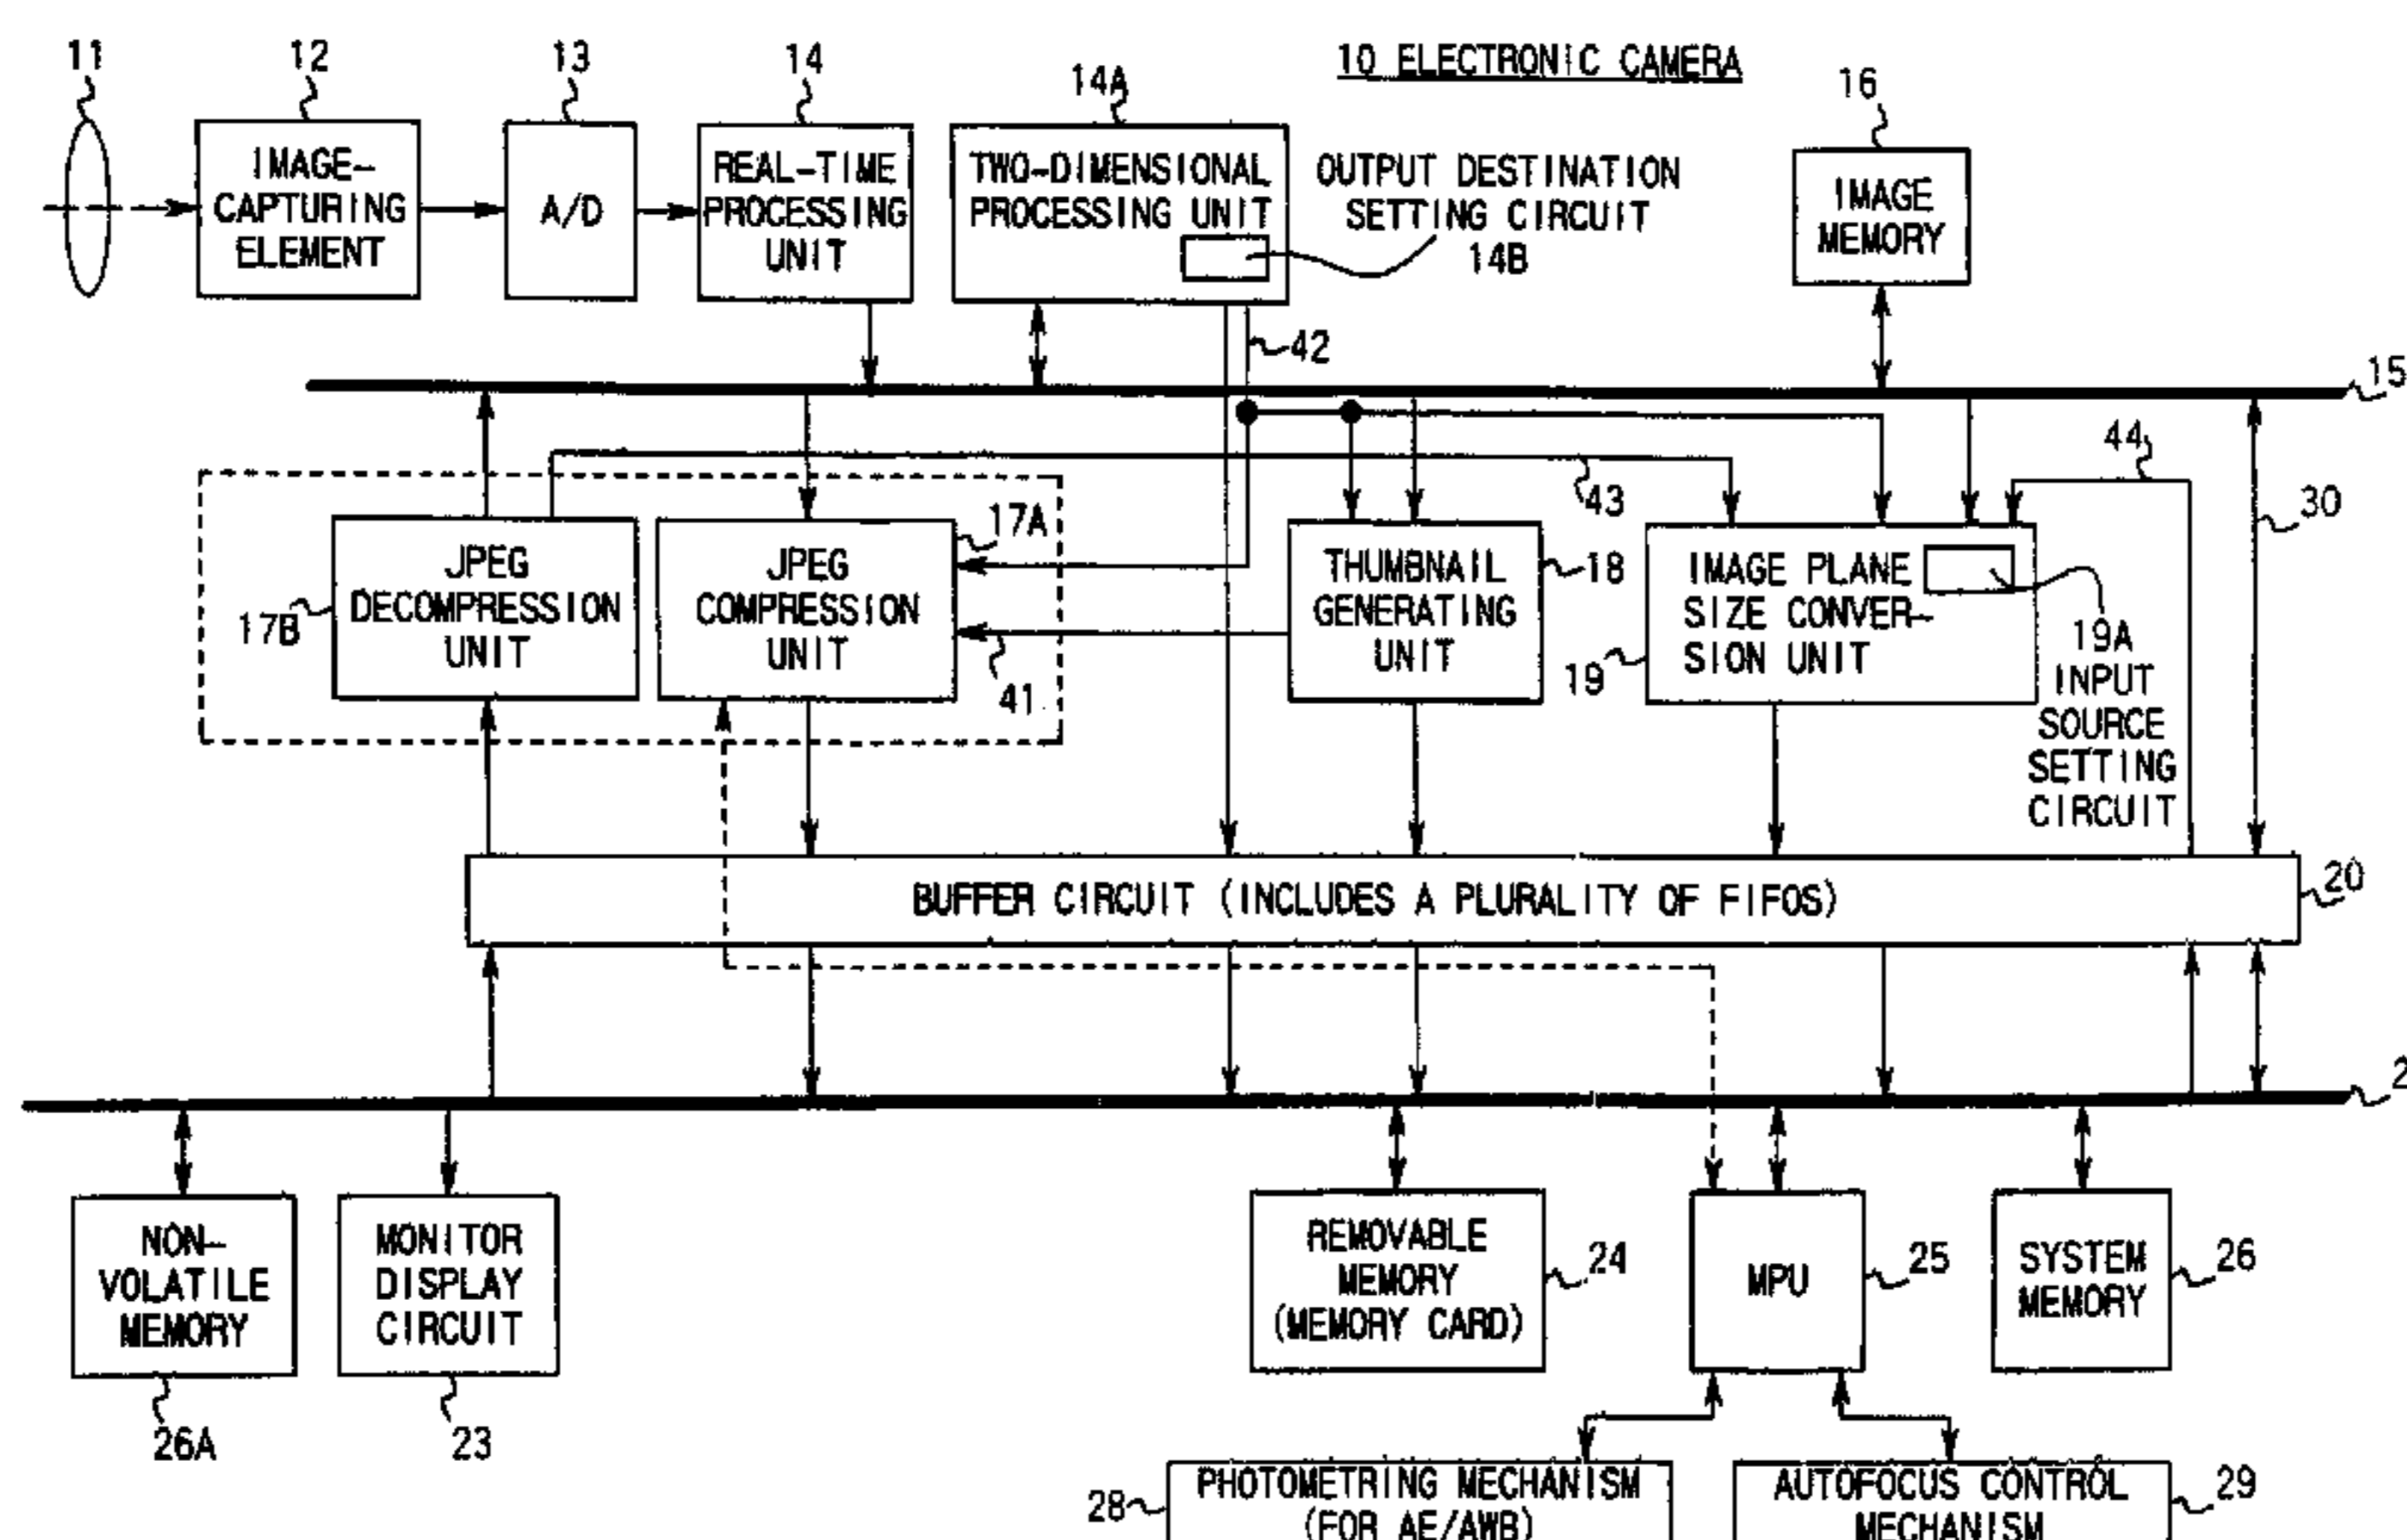 10 ELECTRONIC CAMERA
11
12
13
14
14A
16
IMAGE-
CAPTURING
ELEMENT
A/D
REAL-TIME
PROCESSING
UNIT
TWO-DIMENSIONAL
PROCESSING UNIT
OUTPUT DESTINATION
SETTING CIRCUIT
14B
IMAGE
MEMORY
42
15
44
43
30
17A
17B
JPEG
DECOMPRESSION
UNIT
JPEG
COMPRESSION
UNIT
41
THUMBNAIL
GENERATING
UNIT
18
IMAGE PLANE
SIZE CONVER-
SION UNIT
19
19A
INPUT
SOURCE
SETTING
CIRCUIT
BUFFER CIRCUIT (INCLUDES A PLURALITY OF FIFOS)
20
2
NON-
VOLATILE
MEMORY
26A
MONITOR
DISPLAY
CIRCUIT
23
REMOVABLE
MEMORY
(MEMORY CARD)
24
MPU
25
SYSTEM
MEMORY
26
28
PHOTOMETRING MECHANISM
(FOR AE/AWB)
AUTOFOCUS CONTROL
MECHANISM
29